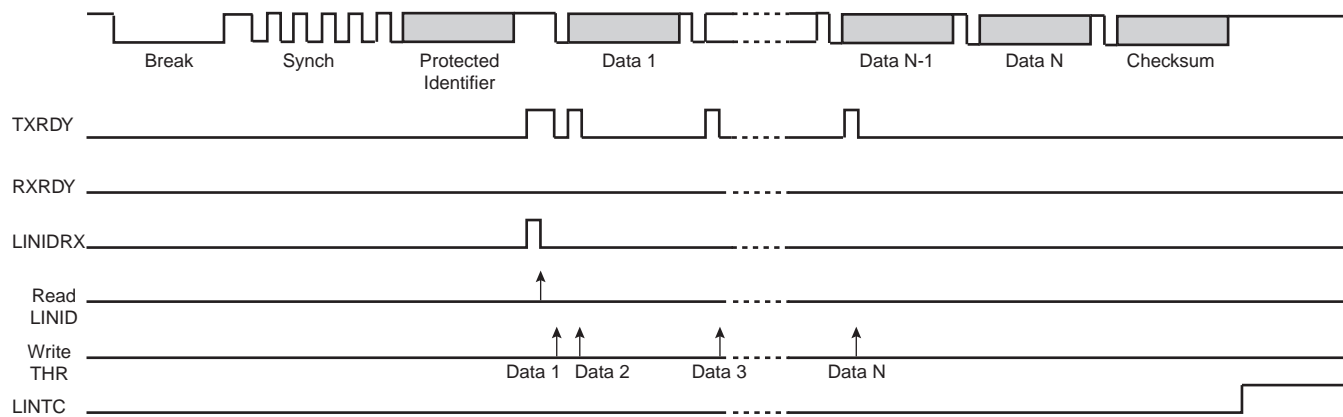 Break
Synch
Protected
Identifier
Data 1
Data N-1
Data N
Checksum
TXRDY
RXRDY
LINIDRX
Read
LINID
Write
THR
Data 1
Data 2
Data 3
Data N
LINTC